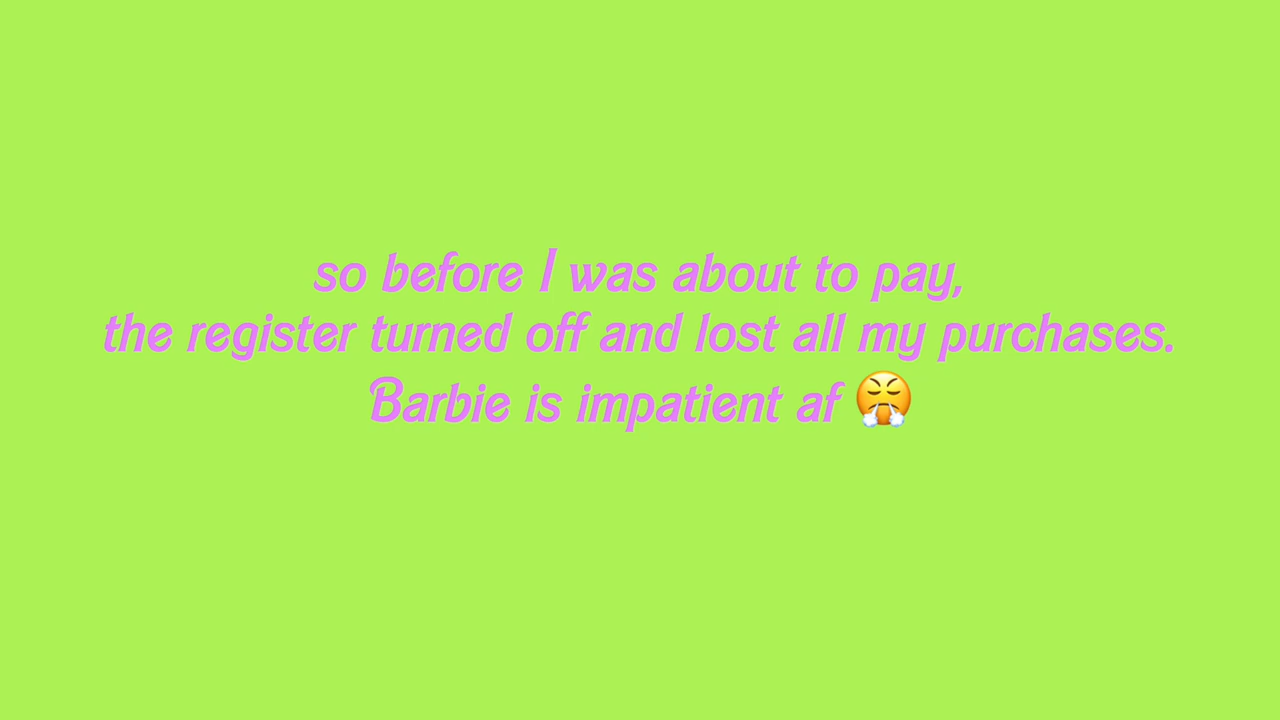 so before I was about to pay,
the register turned off and lost all my purchases.
Barbie is impatient af 😤